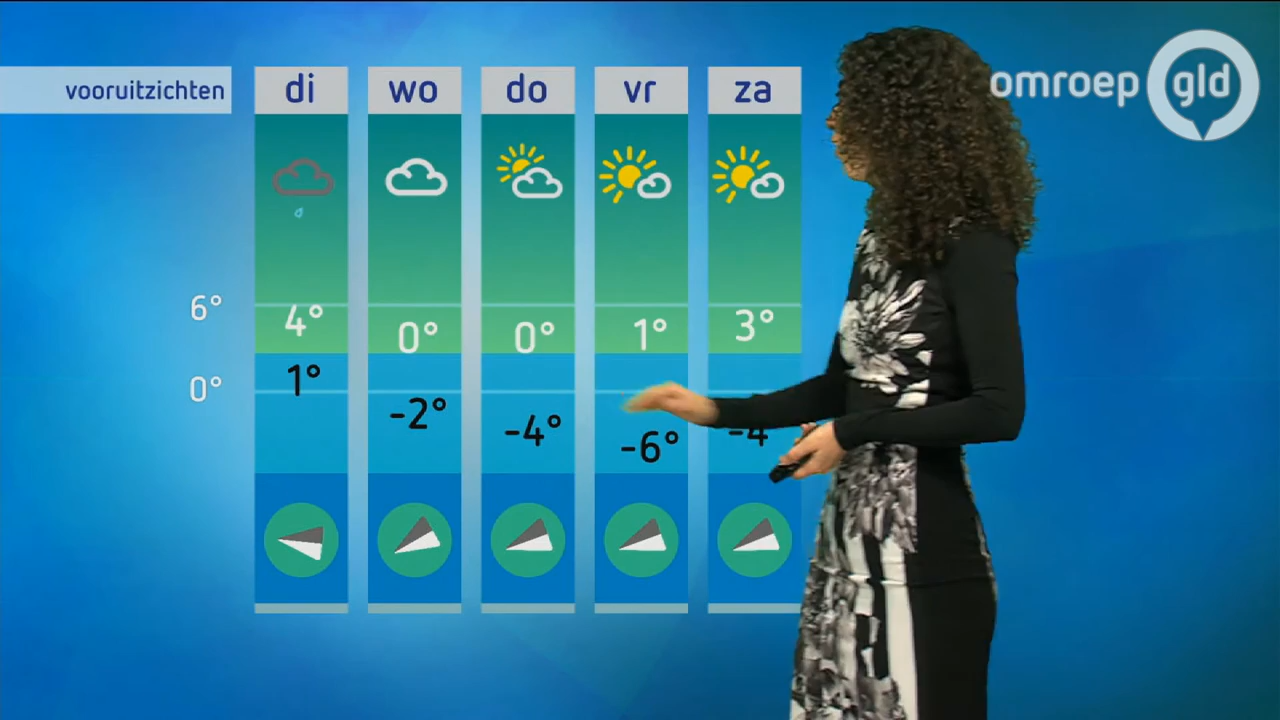 vooruitzichten
di wo do vr za
omroep gld
6° 4° 0° 0° 1° 3°
0° 1° -2° -4° -6° -4